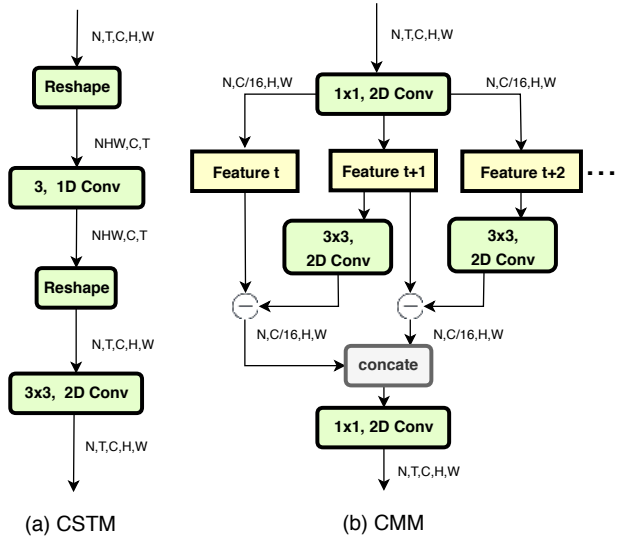 N,T,C,H,W
Reshape
NHW,C,T
3, 1D Conv
NHW,C,T
Reshape
N,T,C,H,W
3x3, 2D Conv
N,T,C,H,W
(a) CSTM
N,T,C,H,W
N,C/16,H,W
1x1, 2D Conv
N,C/16,H,W
Feature t
Feature t+1
Feature t+2
...
3x3,
2D Conv
3x3,
2D Conv
N,C/16,H,W
N,C/16,H,W
concate
1x1, 2D Conv
N,T,C,H,W
(b) CMM